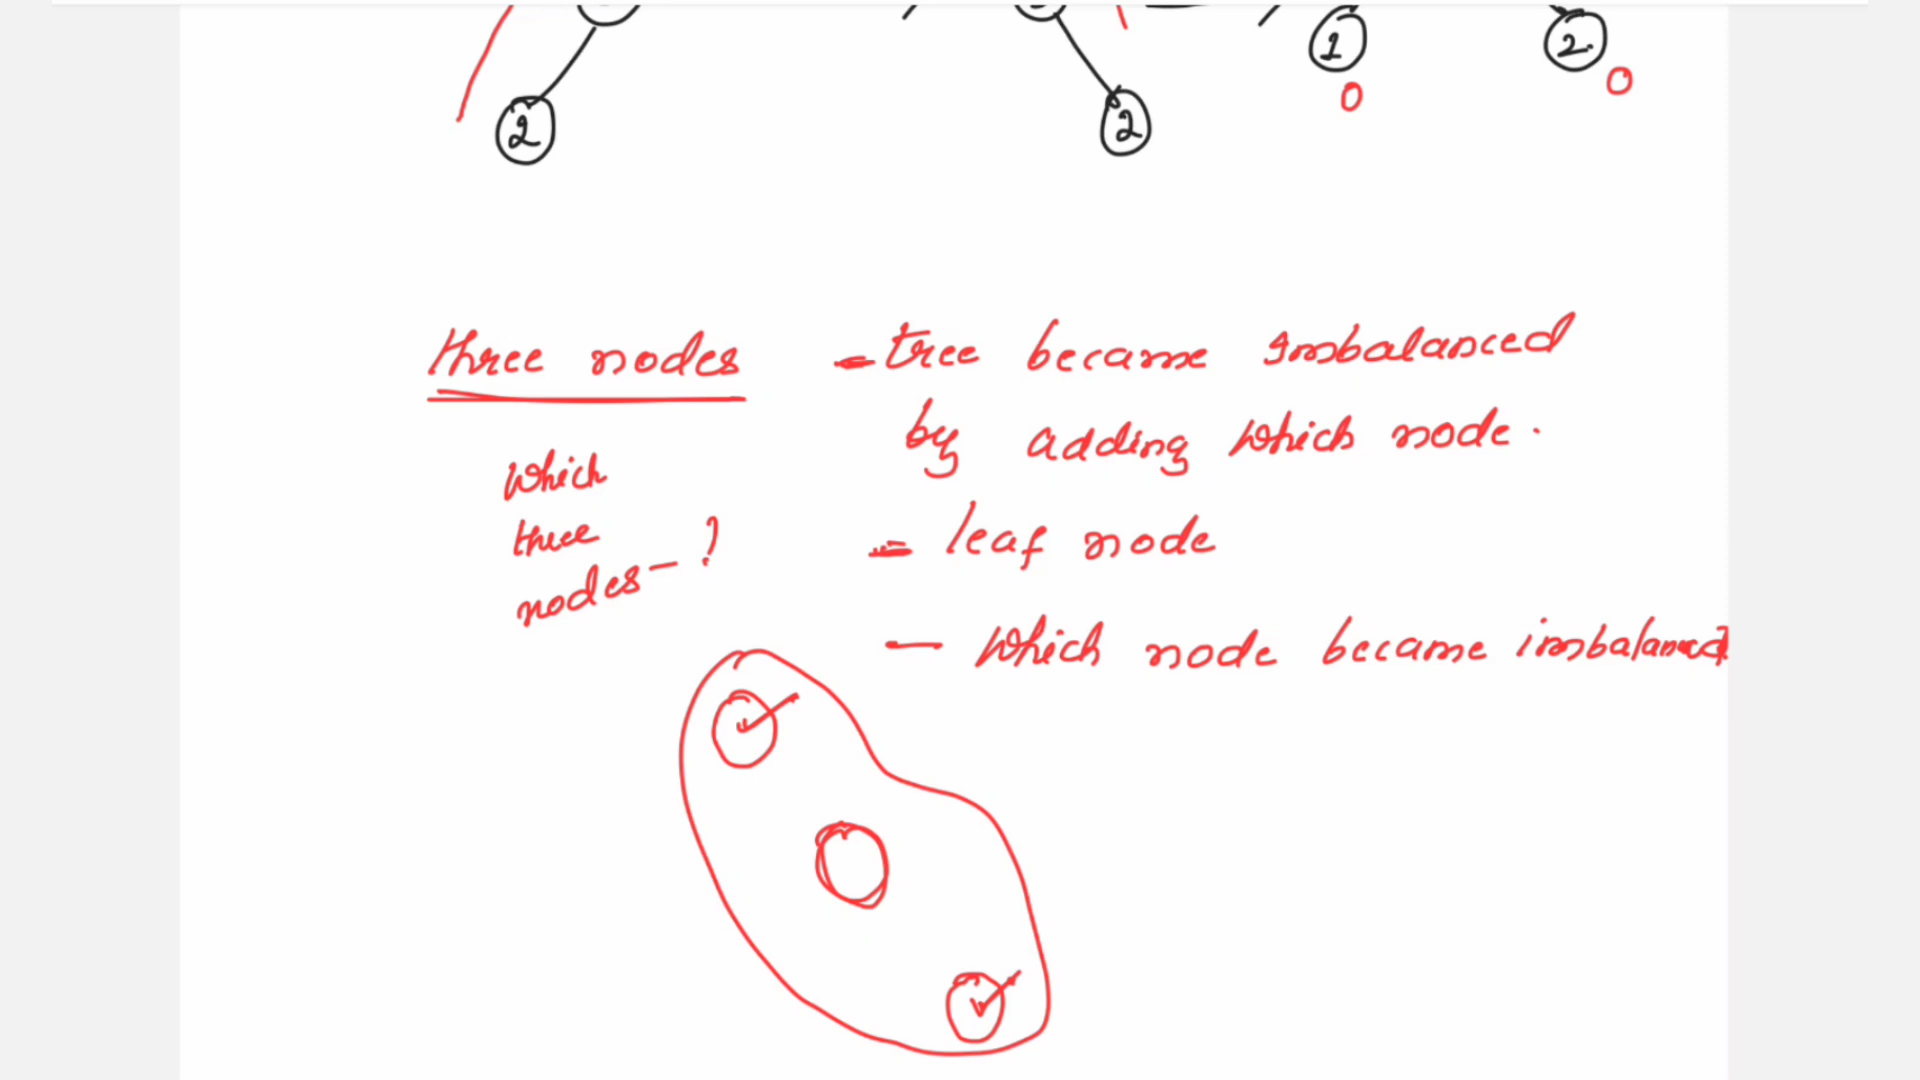 1
2
0
0
2
2
three nodes - tree became Imbalanced
by adding which node.
which
three
nodes - ?
= leaf node
- which node became imbalanced